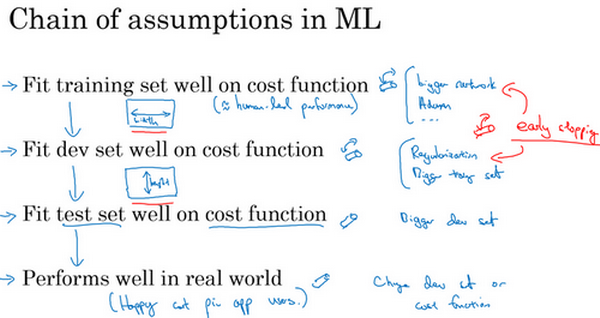 Chain of assumptions in ML
→ Fit training set well on cost function
(≈ human-level performance)
bigger network
Adam
...
early stopping
width
→ Fit dev set well on cost function
Regularization
Bigger traing set
height
→ Fit test set well on cost function
Bigger dev set
→ Performs well in real world
(Happy cat pic app users.)
Change dev set or
cost function